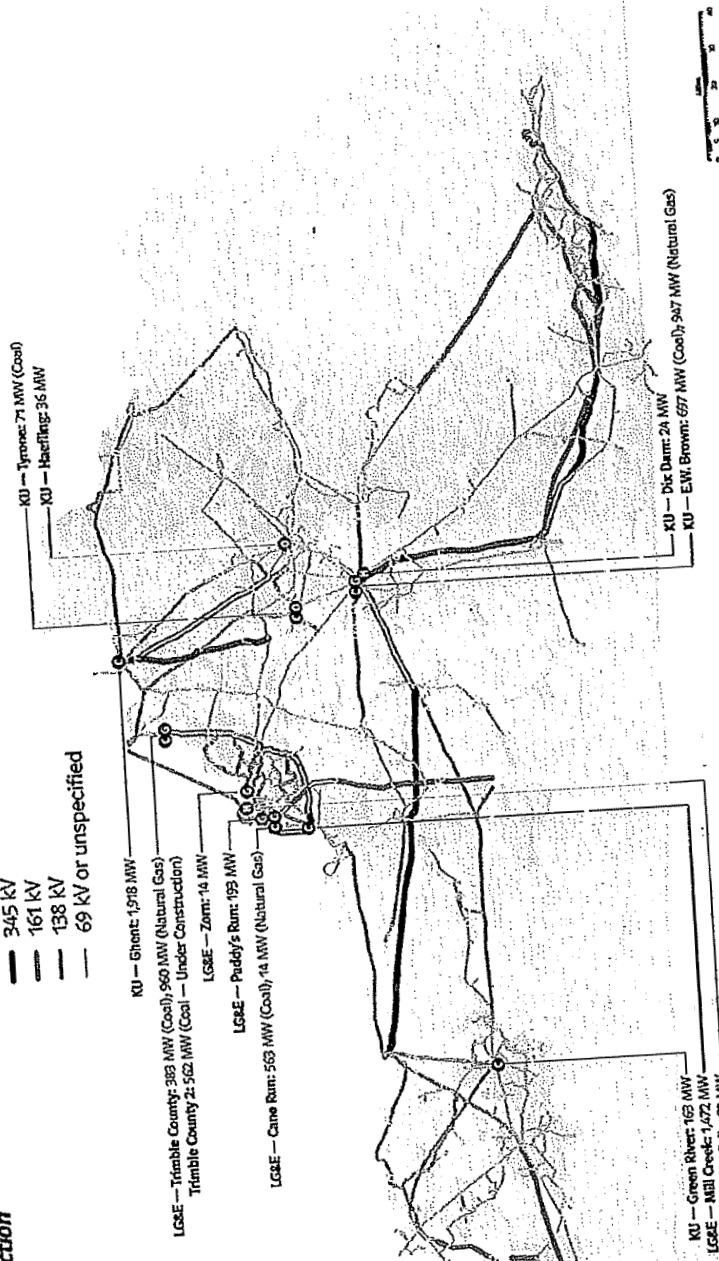 ction
345 kV
161 kV
138 kV
69 kV or unspecified
KU — Tyrone: 71 MW (Coal)
KU — Haefling: 36 MW
KU — Ghent: 1,918 MW
LG&E — Trimble County: 383 MW (Coal); 960 MW (Natural Gas)
Trimble County 2: 562 MW (Coal — Under Construction)
LG&E — Zorn: 14 MW
LG&E — Paddy's Run: 193 MW
LG&E — Cane Run: 563 MW (Coal), 14 MW (Natural Gas)
KU — Dix Dam: 24 MW
KU — E.W. Brown: 697 MW (Coal); 947 MW (Natural Gas)
KU — Green River: 163 MW
LG&E — Mill Creek: 1,472 MW